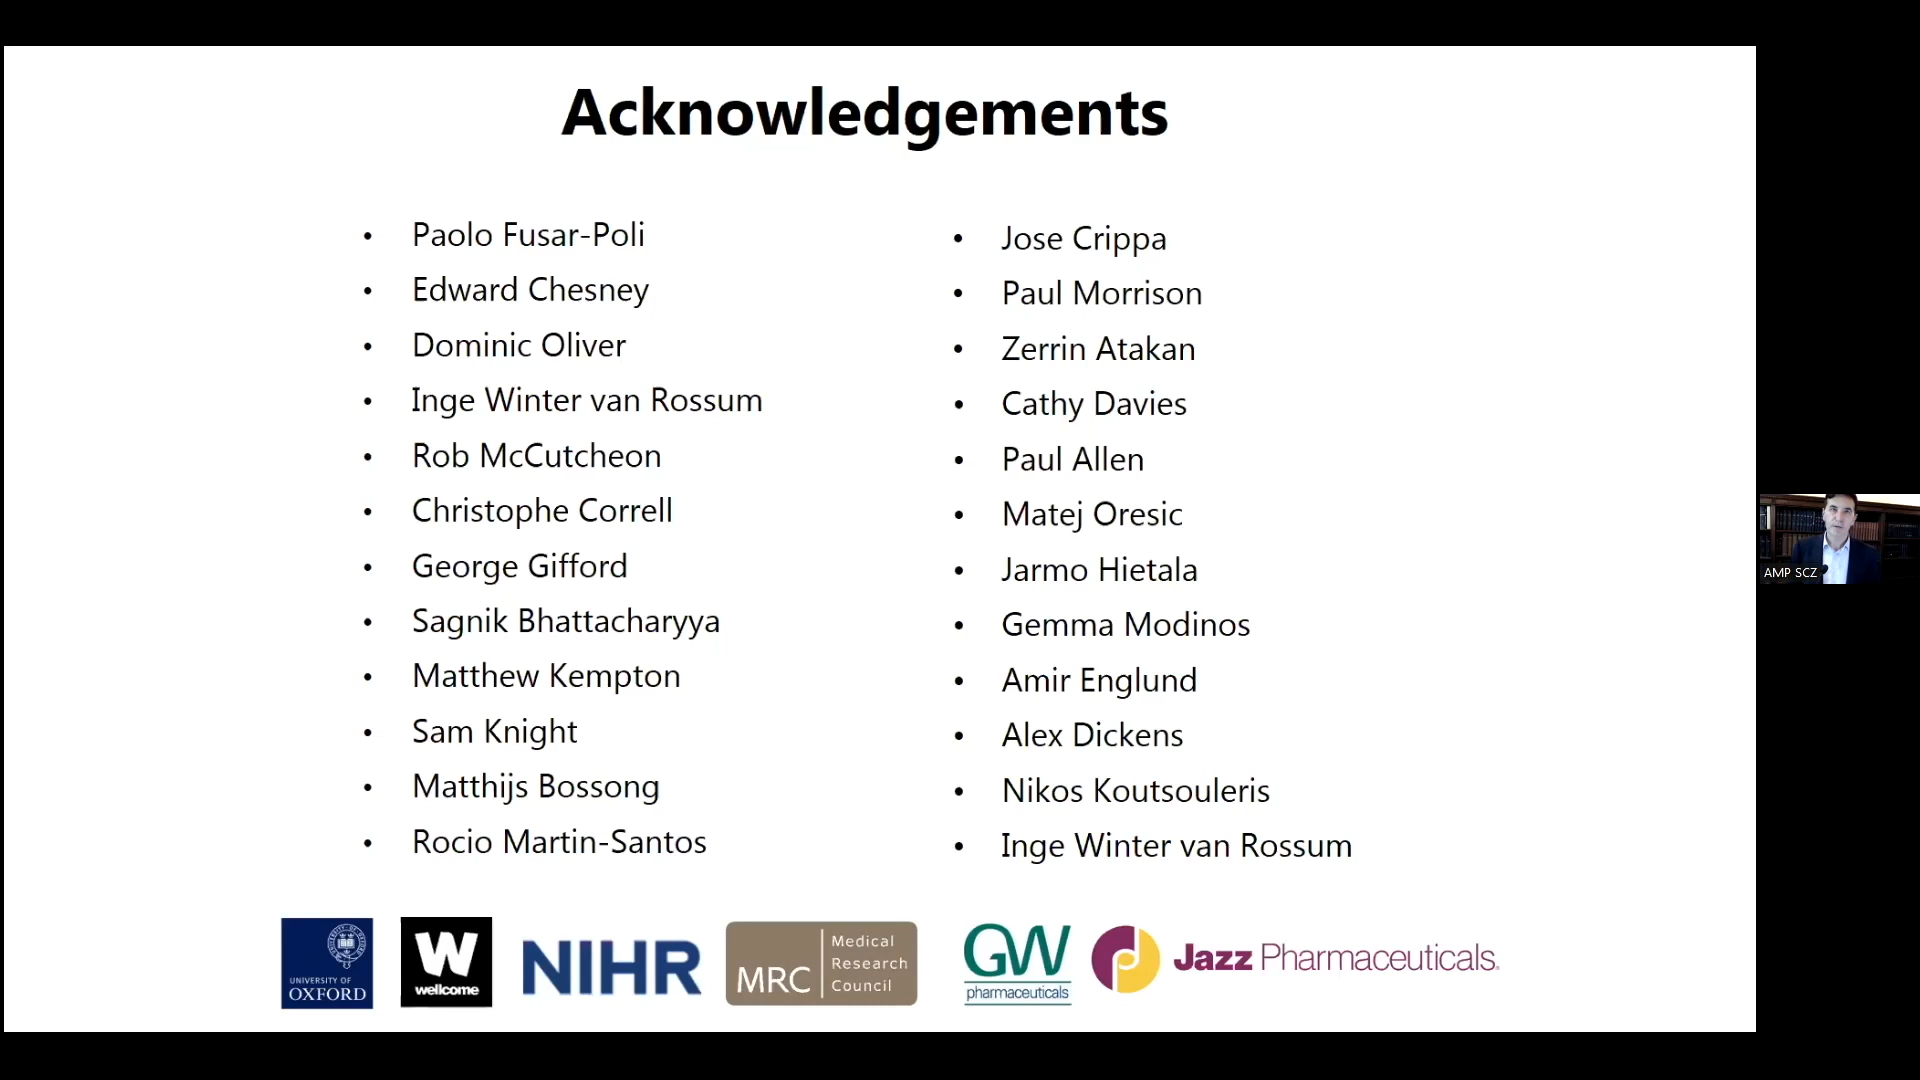 Acknowledgements
• Paolo Fusar-Poli
• Edward Chesney
• Dominic Oliver
• Inge Winter van Rossum
• Rob McCutcheon
• Christophe Correll
• George Gifford
• Sagnik Bhattacharyya
• Matthew Kempton
• Sam Knight
• Matthijs Bossong
• Rocio Martin-Santos
• Jose Crippa
• Paul Morrison
• Zerrin Atakan
• Cathy Davies
• Paul Allen
• Matej Oresic
• Jarmo Hietala
• Gemma Modinos
• Amir Englund
• Alex Dickens
• Nikos Koutsouleris
• Inge Winter van Rossum
UNIVERSITY OF
OXFORD
W
wellcome
NIHR
MRC
Medical
Research
Council
GW
pharmaceuticals
Jazz Pharmaceuticals.
AMP SCZ